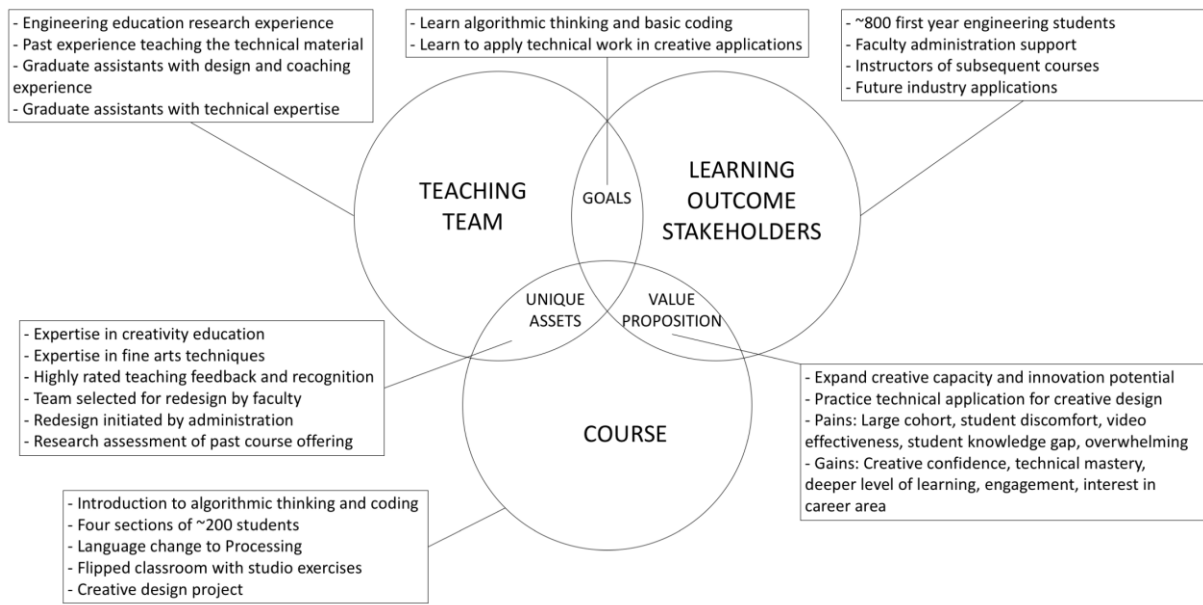 - Engineering education research experience
- Past experience teaching the technical material
- Graduate assistants with design and coaching
experience
- Graduate assistants with technical expertise
- Learn algorithmic thinking and basic coding
- Learn to apply technical work in creative applications
- ~800 first year engineering students
- Faculty administration support
- Instructors of subsequent courses
- Future industry applications
TEACHING
TEAM
GOALS
LEARNING
OUTCOME
STAKEHOLDERS
UNIQUE
ASSETS
VALUE
PROPOSITION
- Expertise in creativity education
- Expertise in fine arts techniques
- Highly rated teaching feedback and recognition
- Team selected for redesign by faculty
- Redesign initiated by administration
- Research assessment of past course offering
- Expand creative capacity and innovation potential
- Practice technical application for creative design
- Pains: Large cohort, student discomfort, video
effectiveness, student knowledge gap, overwhelming
- Gains: Creative confidence, technical mastery,
deeper level of learning, engagement, interest in
career area
COURSE
- Introduction to algorithmic thinking and coding
- Four sections of ~200 students
- Language change to Processing
- Flipped classroom with studio exercises
- Creative design project